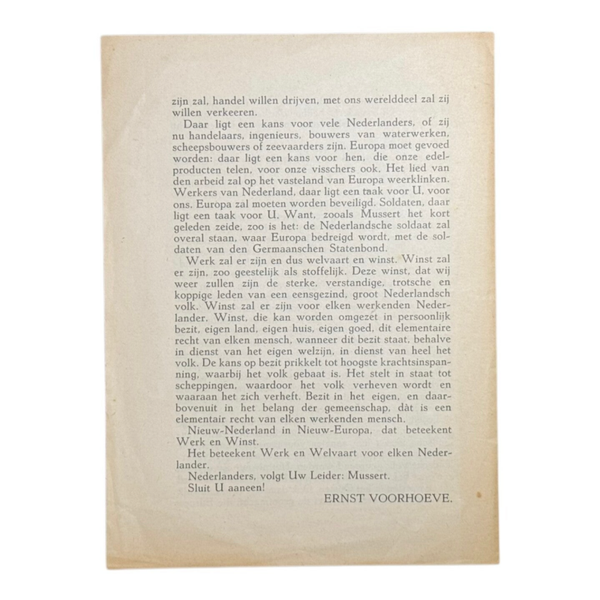 zijn zal, handel willen drijven, met ons werelddeel zal zij
willen verkeeren.
Daar ligt een kans voor vele Nederlanders, of zij
nu handelaars, ingenieurs, bouwers van waterwerken,
scheepsbouwers of zeevaarders zijn. Europa moet gevoed
worden: daar ligt een kans voor hen, die onze edel-
producten telen, voor onze visschers ook. Het lied van
den arbeid zal op het vasteland van Europa weerklinken.
Werkers van Nederland, daar ligt een taak voor U, voor
ons. Europa zal moeten worden beveiligd. Soldaten, daar
ligt een taak voor U. Want, zooals Mussert het kort
geleden zeide, zoo is het: de Nederlandsche soldaat zal
overal staan, waar Europa bedreigd wordt, met de sol-
daten van den Germaanschen Statenbond.
Werk zal er zijn en dus welvaart en winst. Winst zal
er zijn, zoo geestelijk als stoffelijk. Deze winst, dat wij
weer zullen zijn de sterke, verstandige, trotsche en
koppige leden van een eensgezind, groot Nederlandsch
volk. Winst zal er zijn voor elken werkenden Neder-
lander. Winst, die kan worden omgezet in persoonlijk
bezit, eigen land, eigen huis, eigen goed, dit elementaire
recht van elken mensch, wanneer dit bezit staat, behalve
in dienst van het eigen welzijn, in dienst van heel het
volk. De kans op bezit prikkelt tot hoogste krachtsinspan-
ning, waarbij het volk gebaat is. Het stelt in staat tot
scheppingen, waardoor het volk verheven wordt en
waaraan het zich verheft. Bezit in het eigen, en daar-
bovenuit in het belang der gemeenschap, dàt is een
elementair recht van elken werkenden mensch.
Nieuw-Nederland in Nieuw-Europa, dat beteekent
Werk en Winst.
Het beteekent Werk en Welvaart voor elken Neder-
lander.
Nederlanders, volgt Uw Leider: Mussert.
Sluit U aaneen!
ERNST VOORHOEVE.